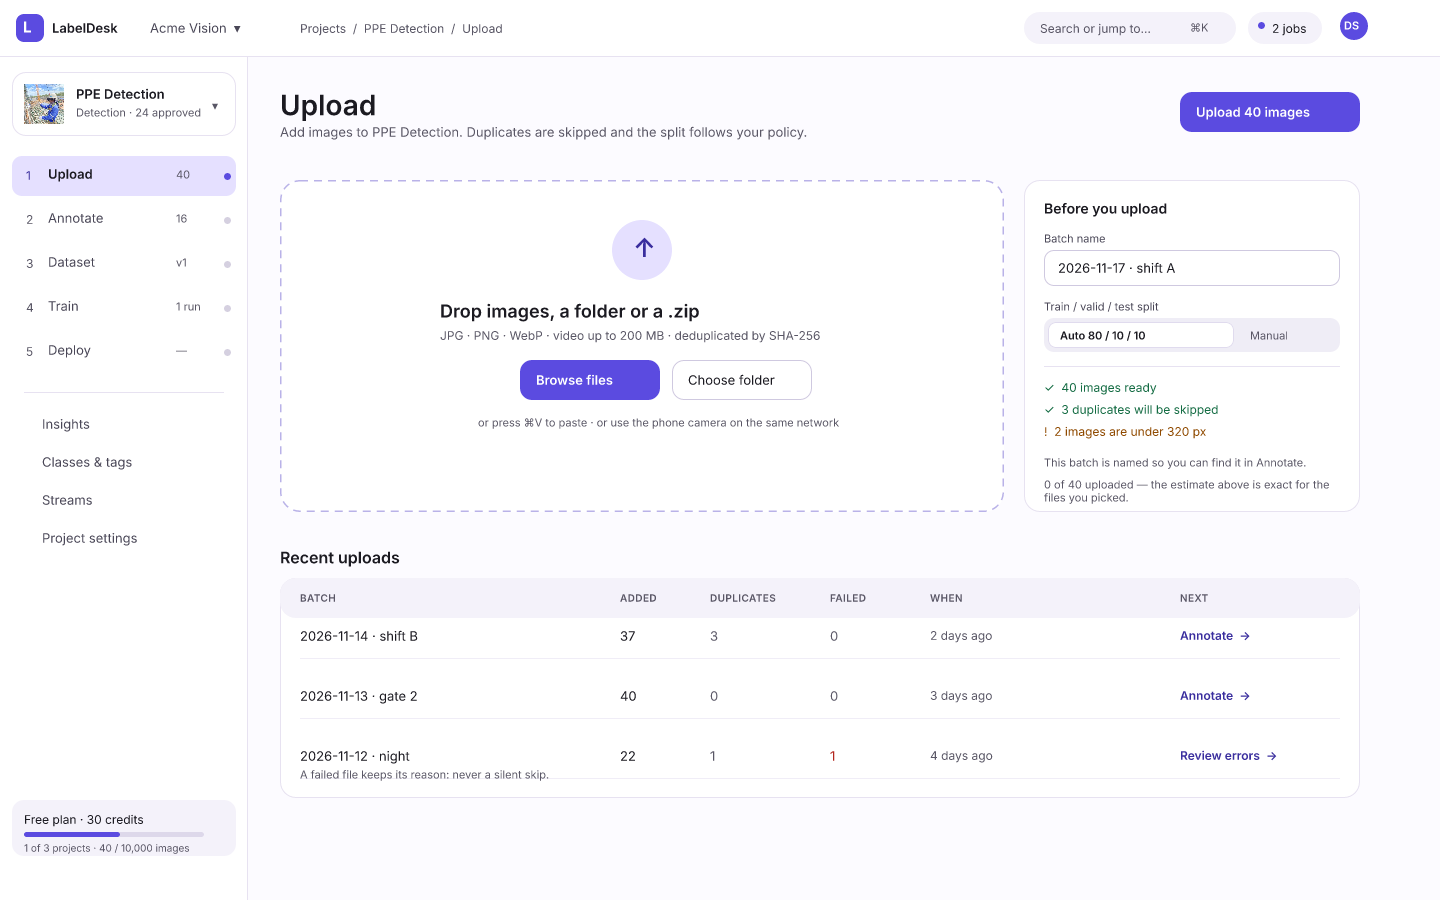 L LabelDesk Acme Vision ▾ Projects / PPE Detection / Upload Search or jump to... ⌘K 2 jobs DS
PPE Detection
Detection · 24 approved ▾
1 Upload 40
2 Annotate 16
3 Dataset v1
4 Train 1 run
5 Deploy —
Insights
Classes & tags
Streams
Project settings
Free plan · 30 credits
1 of 3 projects · 40 / 10,000 images
Upload
Add images to PPE Detection. Duplicates are skipped and the split follows your policy.
Upload 40 images
↑
Drop images, a folder or a .zip
JPG · PNG · WebP · video up to 200 MB · deduplicated by SHA-256
Browse files Choose folder
or press ⌘V to paste · or use the phone camera on the same network
Before you upload
Batch name
2026-11-17 · shift A
Train / valid / test split
Auto 80 / 10 / 10 Manual
✓ 40 images ready
✓ 3 duplicates will be skipped
! 2 images are under 320 px
This batch is named so you can find it in Annotate.
0 of 40 uploaded — the estimate above is exact for the
files you picked.
Recent uploads
BATCH ADDED DUPLICATES FAILED WHEN NEXT
2026-11-14 · shift B 37 3 0 2 days ago Annotate →
2026-11-13 · gate 2 40 0 0 3 days ago Annotate →
2026-11-12 · night 22 1 1 4 days ago Review errors →
A failed file keeps its reason: never a silent skip.